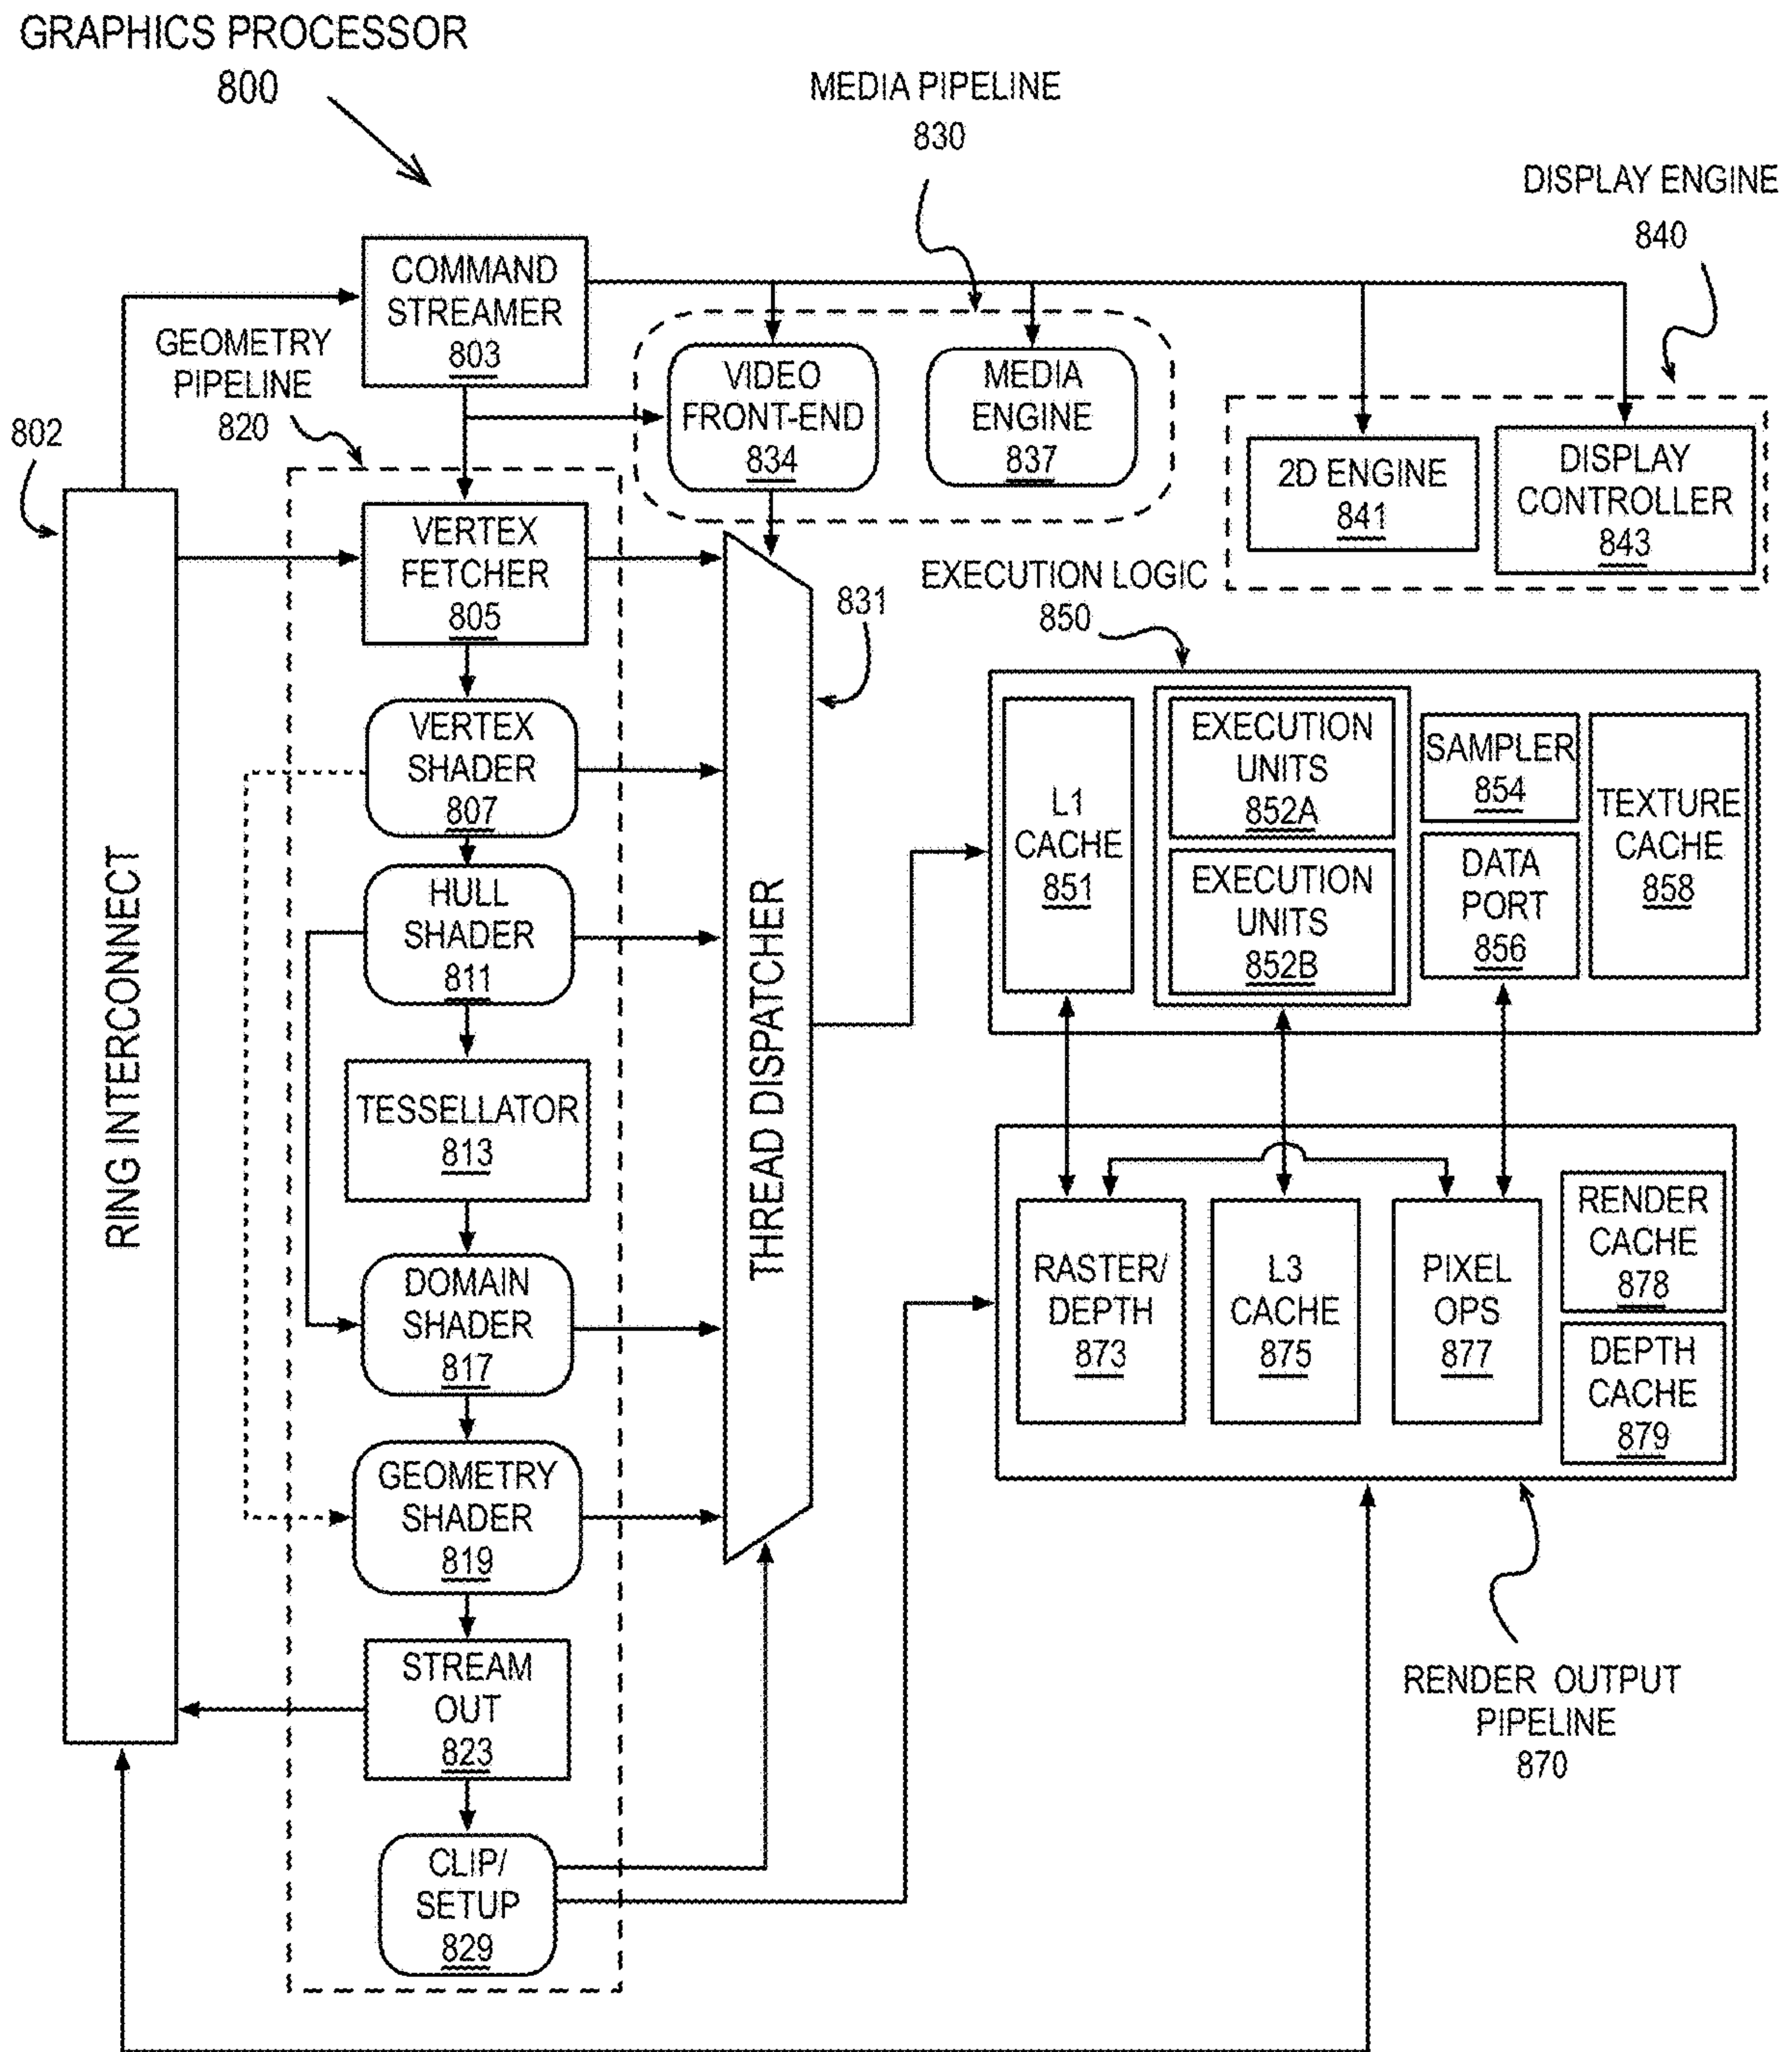 GRAPHICS PROCESSOR
800
MEDIA PIPELINE
830
DISPLAY ENGINE
840
COMMAND
STREAMER
803
GEOMETRY
PIPELINE
820
802
VIDEO
FRONT-END
834
MEDIA
ENGINE
837
2D ENGINE
841
DISPLAY
CONTROLLER
843
RING INTERCONNECT
VERTEX
FETCHER
805
VERTEX
SHADER
807
HULL
SHADER
811
TESSELLATOR
813
DOMAIN
SHADER
817
GEOMETRY
SHADER
819
STREAM
OUT
823
CLIP/
SETUP
829
THREAD DISPATCHER
831
EXECUTION LOGIC
850
L1
CACHE
851
EXECUTION
UNITS
852A
EXECUTION
UNITS
852B
SAMPLER
854
DATA
PORT
856
TEXTURE
CACHE
858
RASTER/
DEPTH
873
L3
CACHE
875
PIXEL
OPS
877
RENDER
CACHE
878
DEPTH
CACHE
879
RENDER OUTPUT
PIPELINE
870